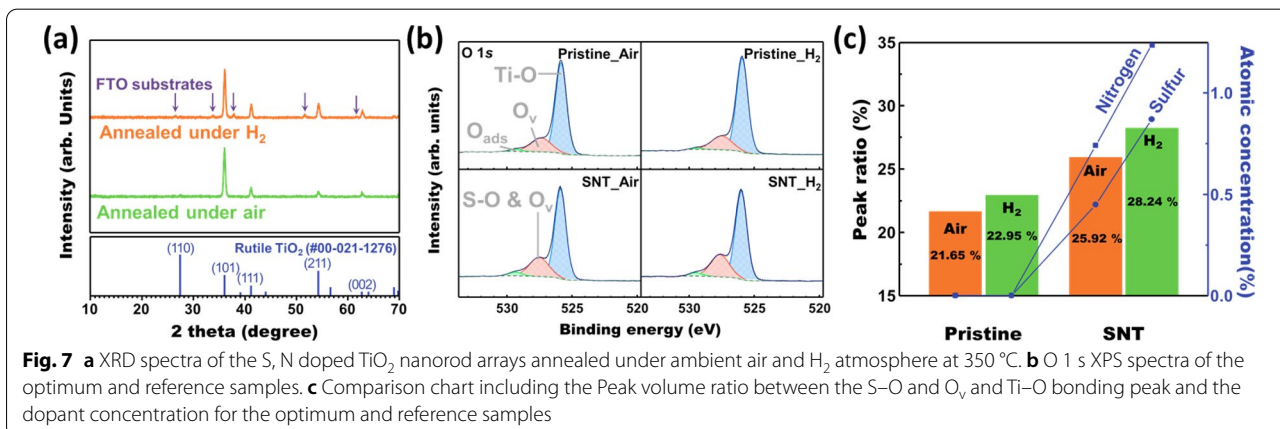 (a)
Intensity (arb. Units)
FTO substrates
Annealed under H₂
Annealed under air
Rutile TiO₂ (#00-021-1276)
(110)
(101)
(111)
(211)
(002)
10 20 30 40 50 60 70
2 theta (degree)
(b)
Intensity (arb. units)
O 1s
Pristine_Air
Ti-O
Oᵥ
O_ads
Pristine_H₂
SNT_Air
S-O & Oᵥ
SNT_H₂
530 525 520 530 525 520
Binding energy (eV)
(c)
Peak ratio (%)
35
30
25
20
15
Nitrogen
Sulfur
Air
21.65 %
H₂
22.95 %
Air
25.92 %
H₂
28.24 %
Pristine SNT
1.0
0.5
0.0
Atomic concentration(%)
Fig. 7 a XRD spectra of the S, N doped TiO₂ nanorod arrays annealed under ambient air and H₂ atmosphere at 350 °C. b O 1 s XPS spectra of the
optimum and reference samples. c Comparison chart including the Peak volume ratio between the S–O and Oᵥ and Ti–O bonding peak and the
dopant concentration for the optimum and reference samples